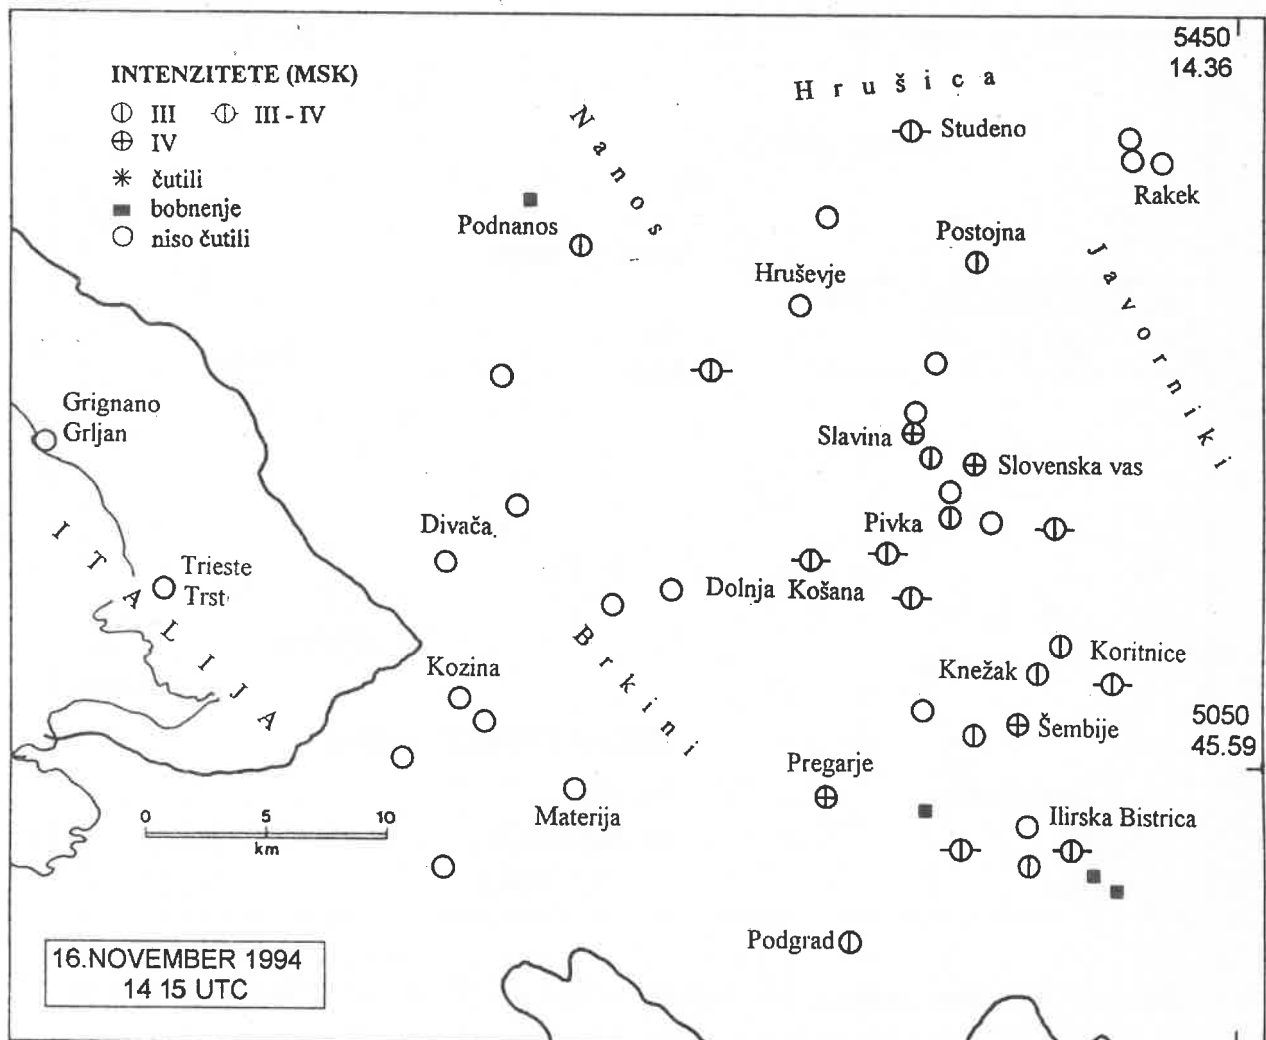 INTENZITETE (MSK)
III
III - IV
IV
čutili
bobnenje
niso čutili
5450
14.36
Hrušica
Nanos
Studeno
Rakek
Podnanos
Postojna
Hruševje
Javorniki
Grignano
Grljan
Slavina
Slovenska vas
Divača
Pivka
Trieste
Trst
Dolnja Košana
ITALIJA
Brkini
Kozina
Knežak
Koritnice
5050
45.59
Šembije
Pregarje
Materija
Ilirska Bistrica
0 5 10
km
Podgrad
16.NOVEMBER 1994
14 15 UTC